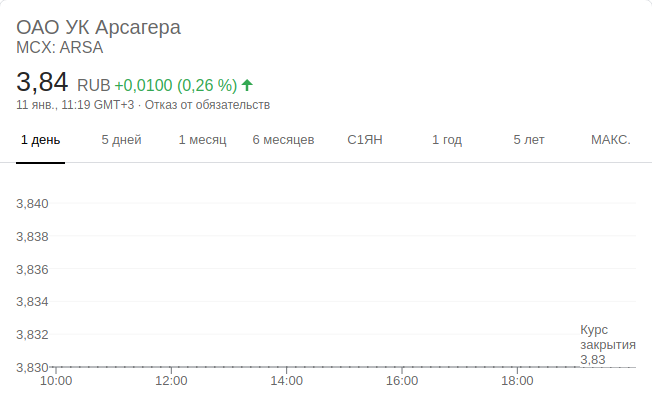 ОАО УК Арсагера
MCX: ARSA
3,84 RUB +0,0100 (0,26 %)
11 янв., 11:19 GMT+3 · Отказ от обязательств
1 день 5 дней 1 месяц 6 месяцев С1ЯН 1 год 5 лет МАКС.
3,840
3,838
3,836
3,834
3,832
3,830
Курс
закрытия
3,83
10:00 12:00 14:00 16:00 18:00